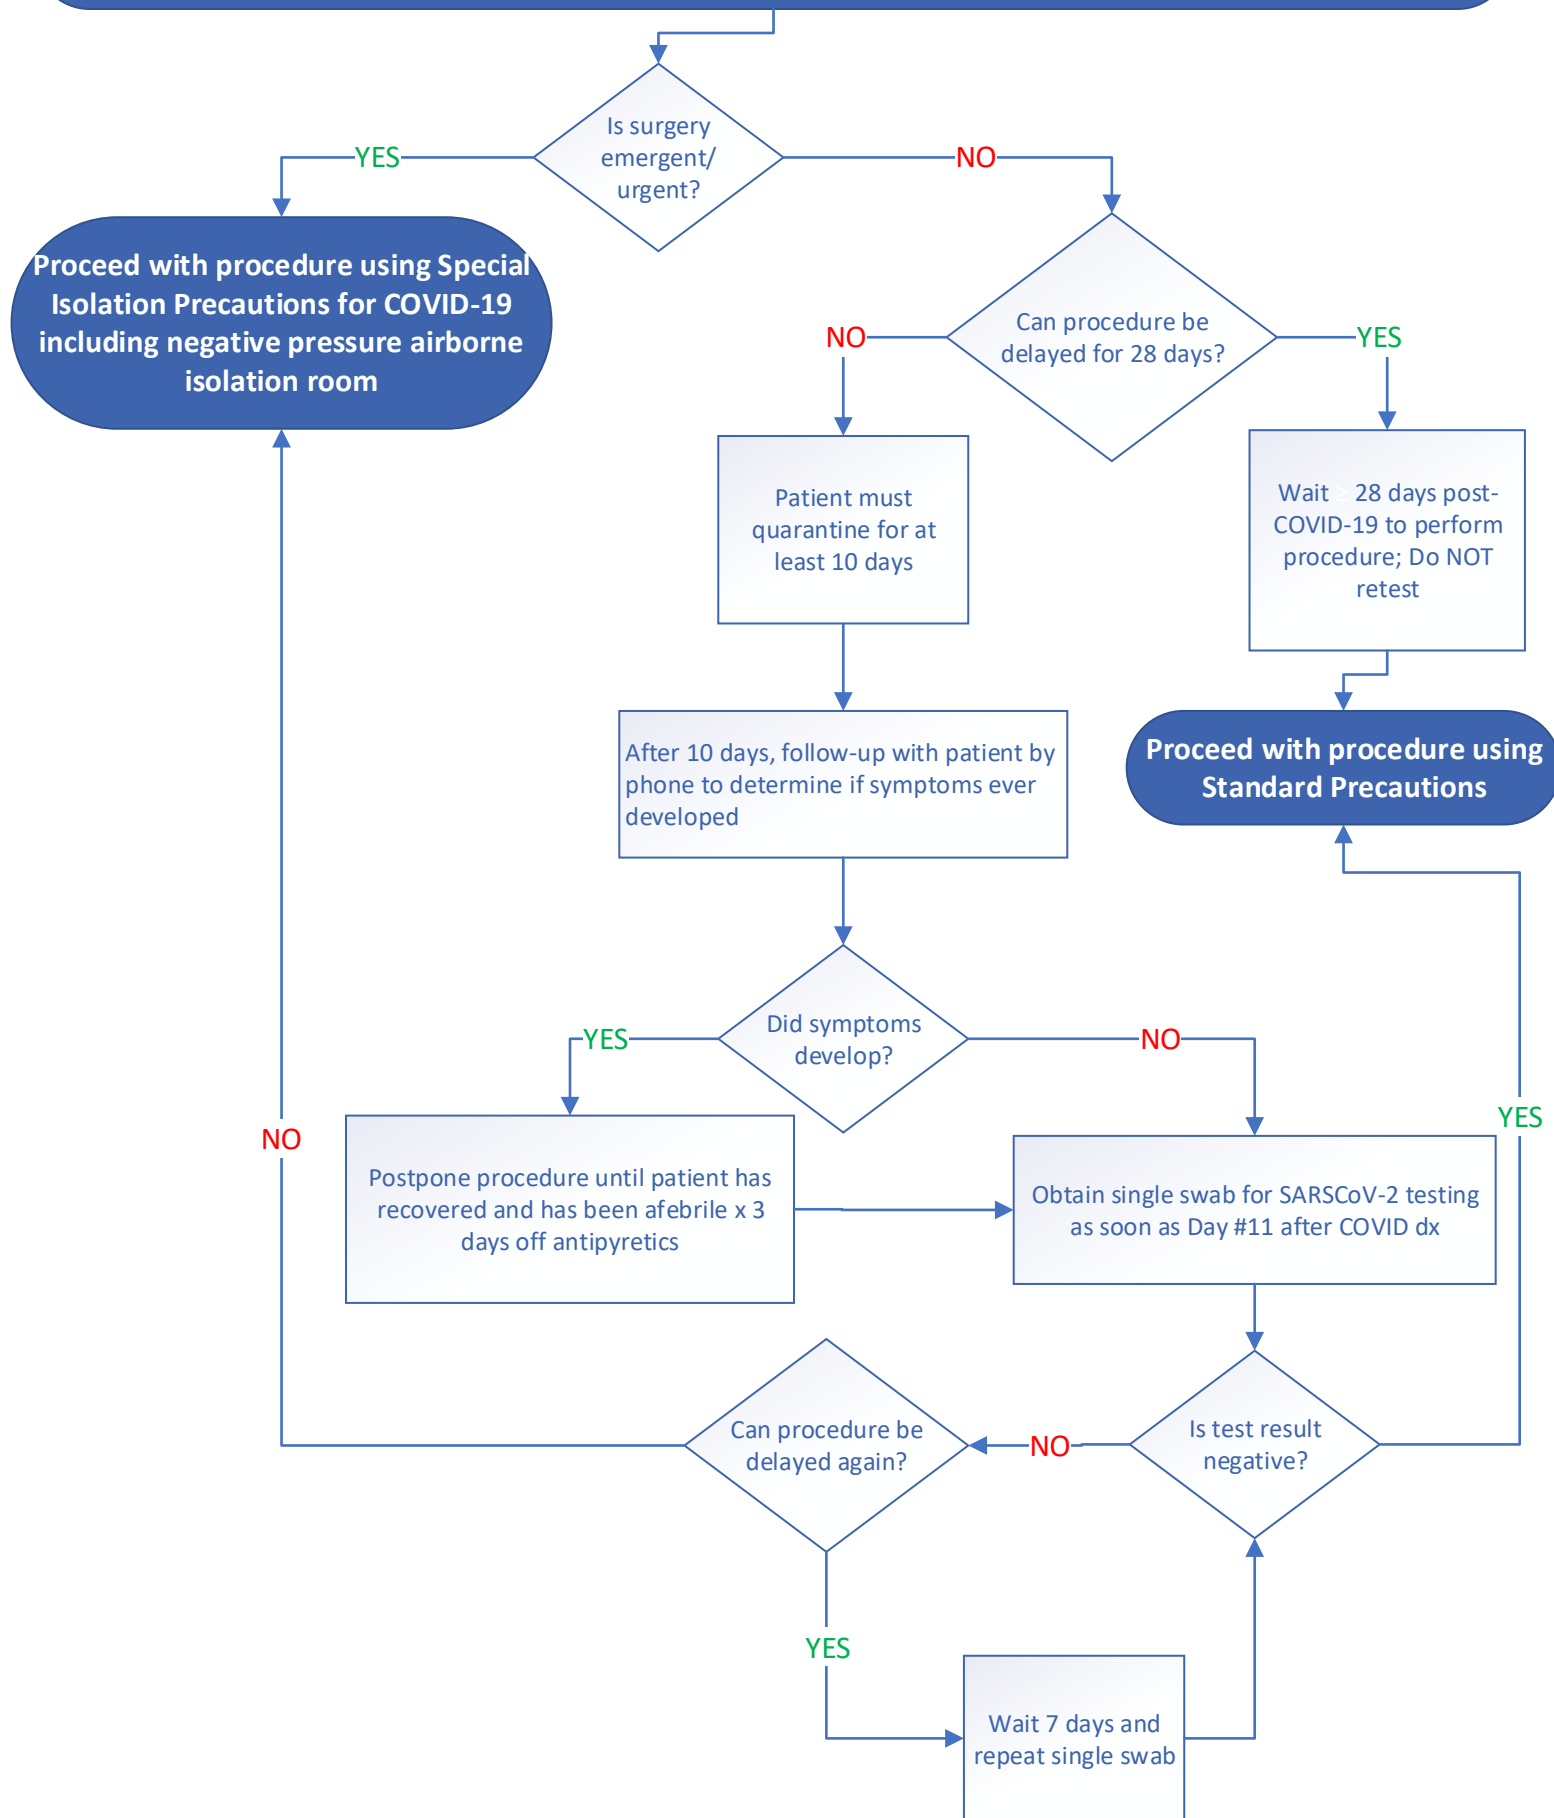 Is surgery
emergent/
urgent?
YES
NO
Proceed with procedure using Special
Isolation Precautions for COVID-19
including negative pressure airborne
isolation room
Can procedure be
delayed for 28 days?
NO
YES
Patient must
quarantine for at
least 10 days
Wait ≥ 28 days post-
COVID-19 to perform
procedure; Do NOT
retest
After 10 days, follow-up with patient by
phone to determine if symptoms ever
developed
Proceed with procedure using
Standard Precautions
Did symptoms
develop?
YES
NO
NO
YES
Postpone procedure until patient has
recovered and has been afebrile x 3
days off antipyretics
Obtain single swab for SARSCoV-2 testing
as soon as Day #11 after COVID dx
Can procedure be
delayed again?
NO
Is test result
negative?
YES
Wait 7 days and
repeat single swab